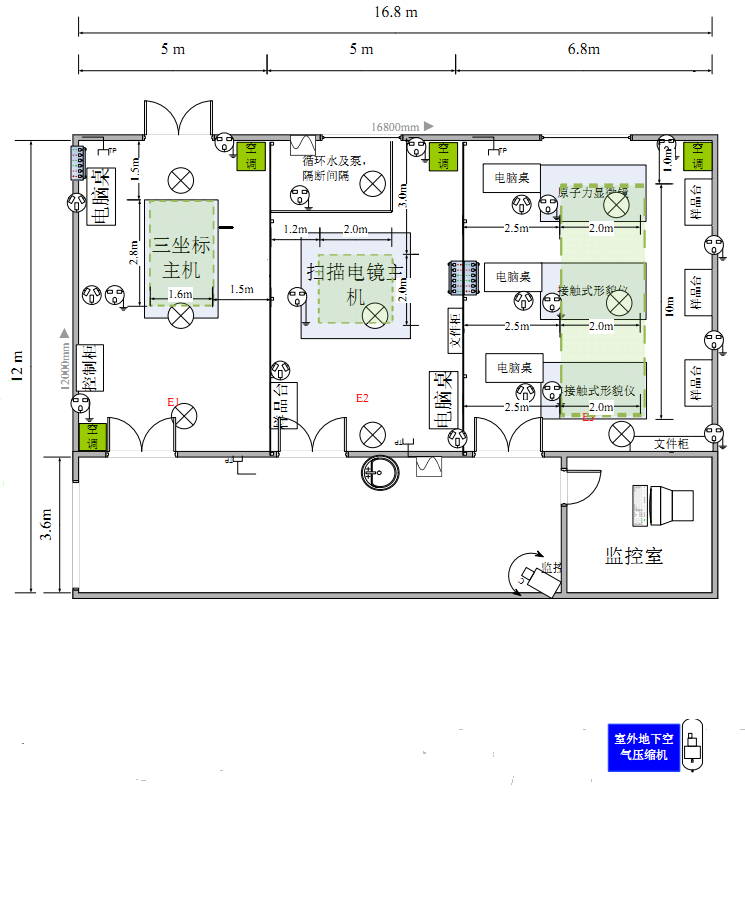 16.8 m
5 m
5 m
6.8m
16800mm
空调
空调
空调
TP
TP
1.5m
循环水及泵，
隔断间隔
3.0m
1.0m
电脑桌
电脑桌
原子力显微镜
样品台
1.2m
2.0m
2.5m
2.0m
三坐标
主机
2.8m
扫描电镜主
机
2.0m
电脑桌
接触式形貌仪
样品台
1.6m
1.5m
10m
文件柜
2.5m
2.0m
12 m
12000mm
控制柜
电脑桌
电脑桌
接触式形貌仪
样品台
样品台
E1
E2
2.5m
2.0m
E3
空调
TP
文件柜
TP
3.6m
监控室
监控
室外地下空
气压缩机